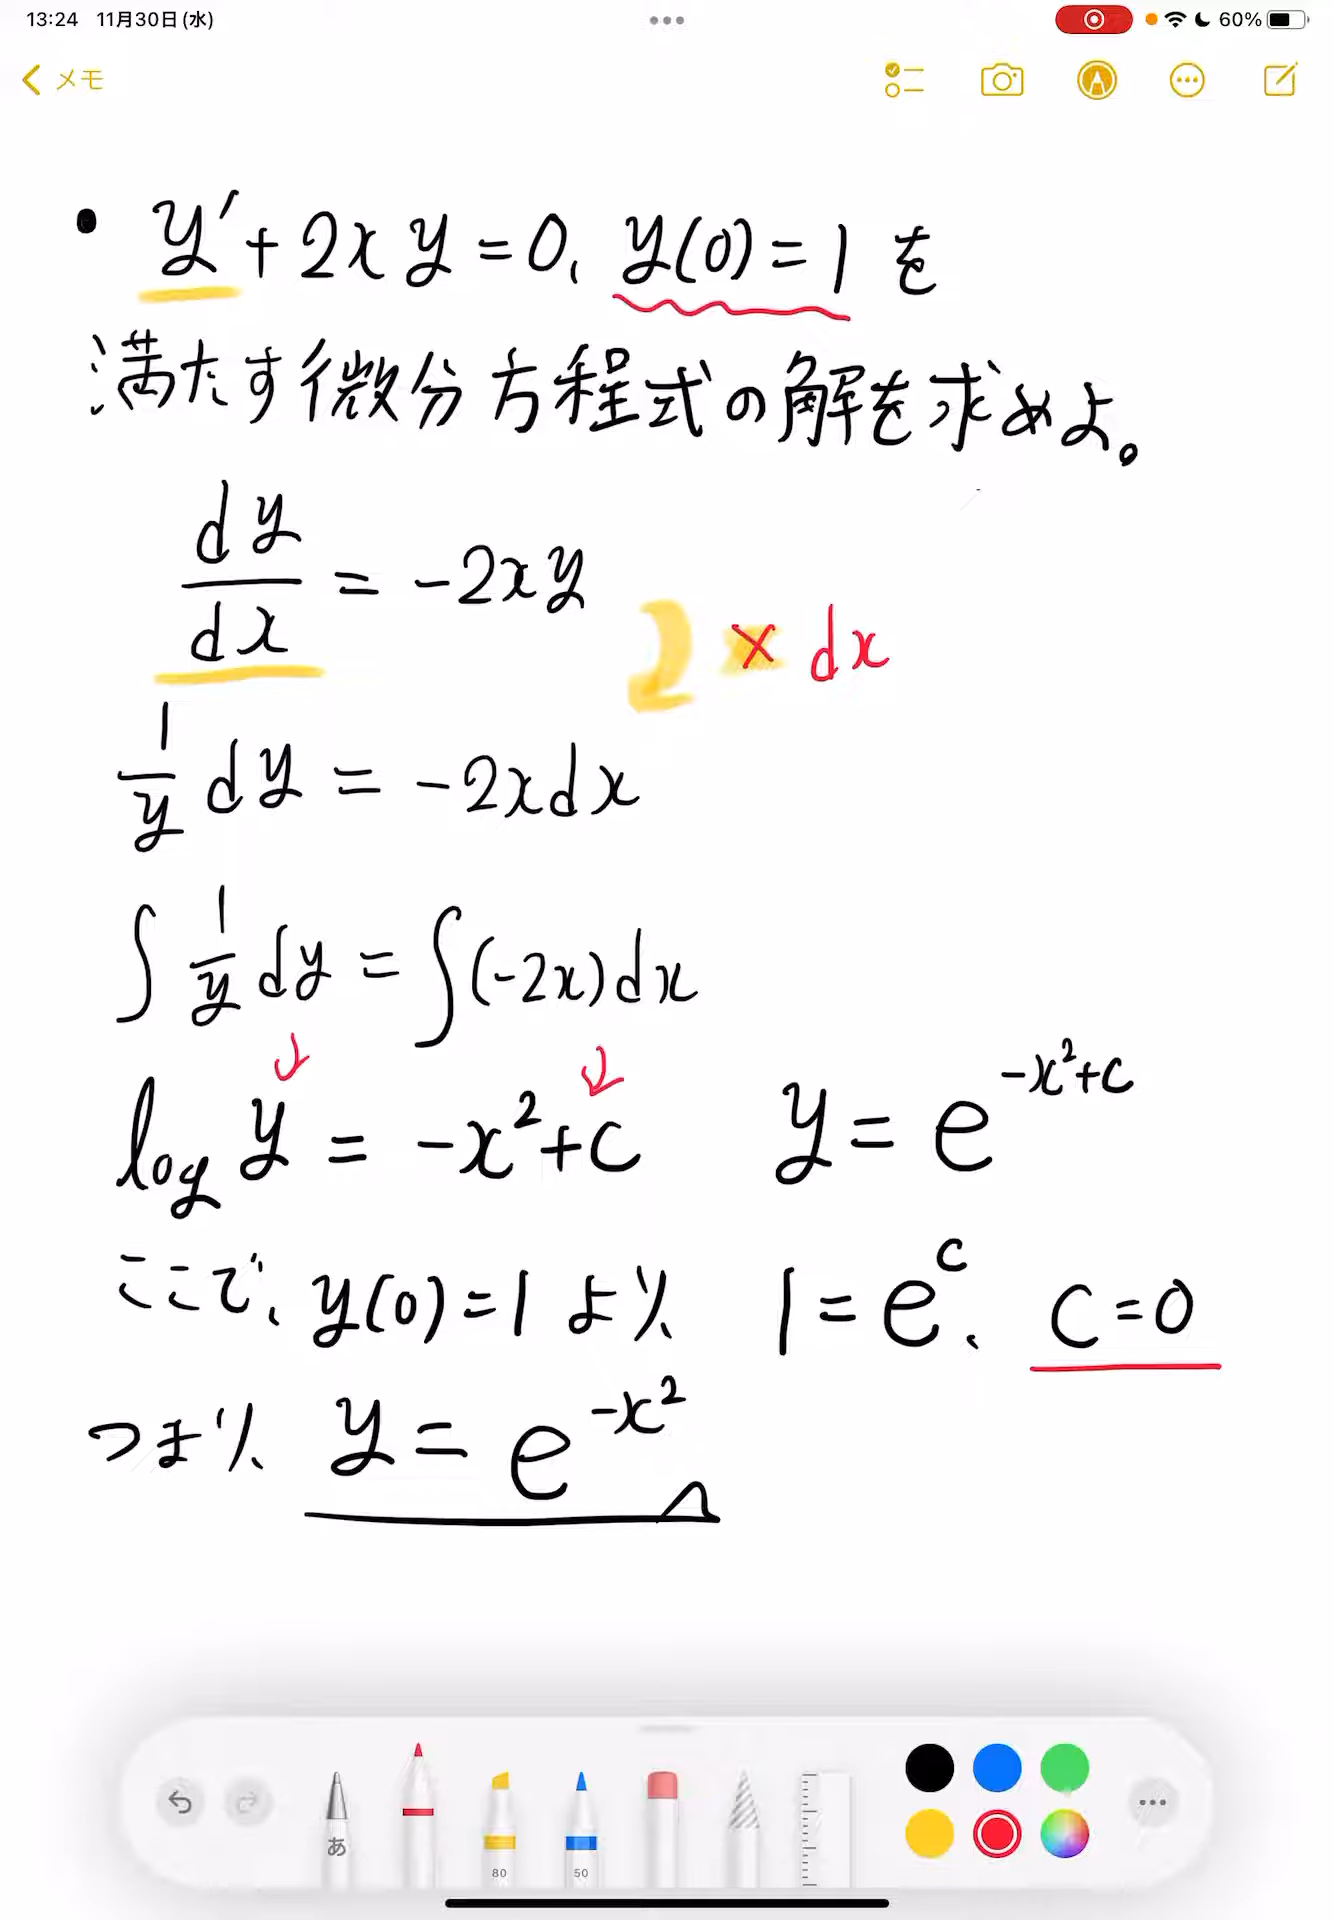 13:24 11月30日(水) 60%
メモ
・ y' + 2xy = 0、y(0) = 1 を
満たす微分方程式の解を求めよ。
dy/dx = -2xy
× dx
1/y dy = -2xdx
∫ 1/y dy = ∫(-2x)dx
log y = -x²+c y = e^(-x²+c)
ここで、y(0)=1 より、 1 = e^c、 c = 0
つまり、 y = e^(-x²)
あ 80 50